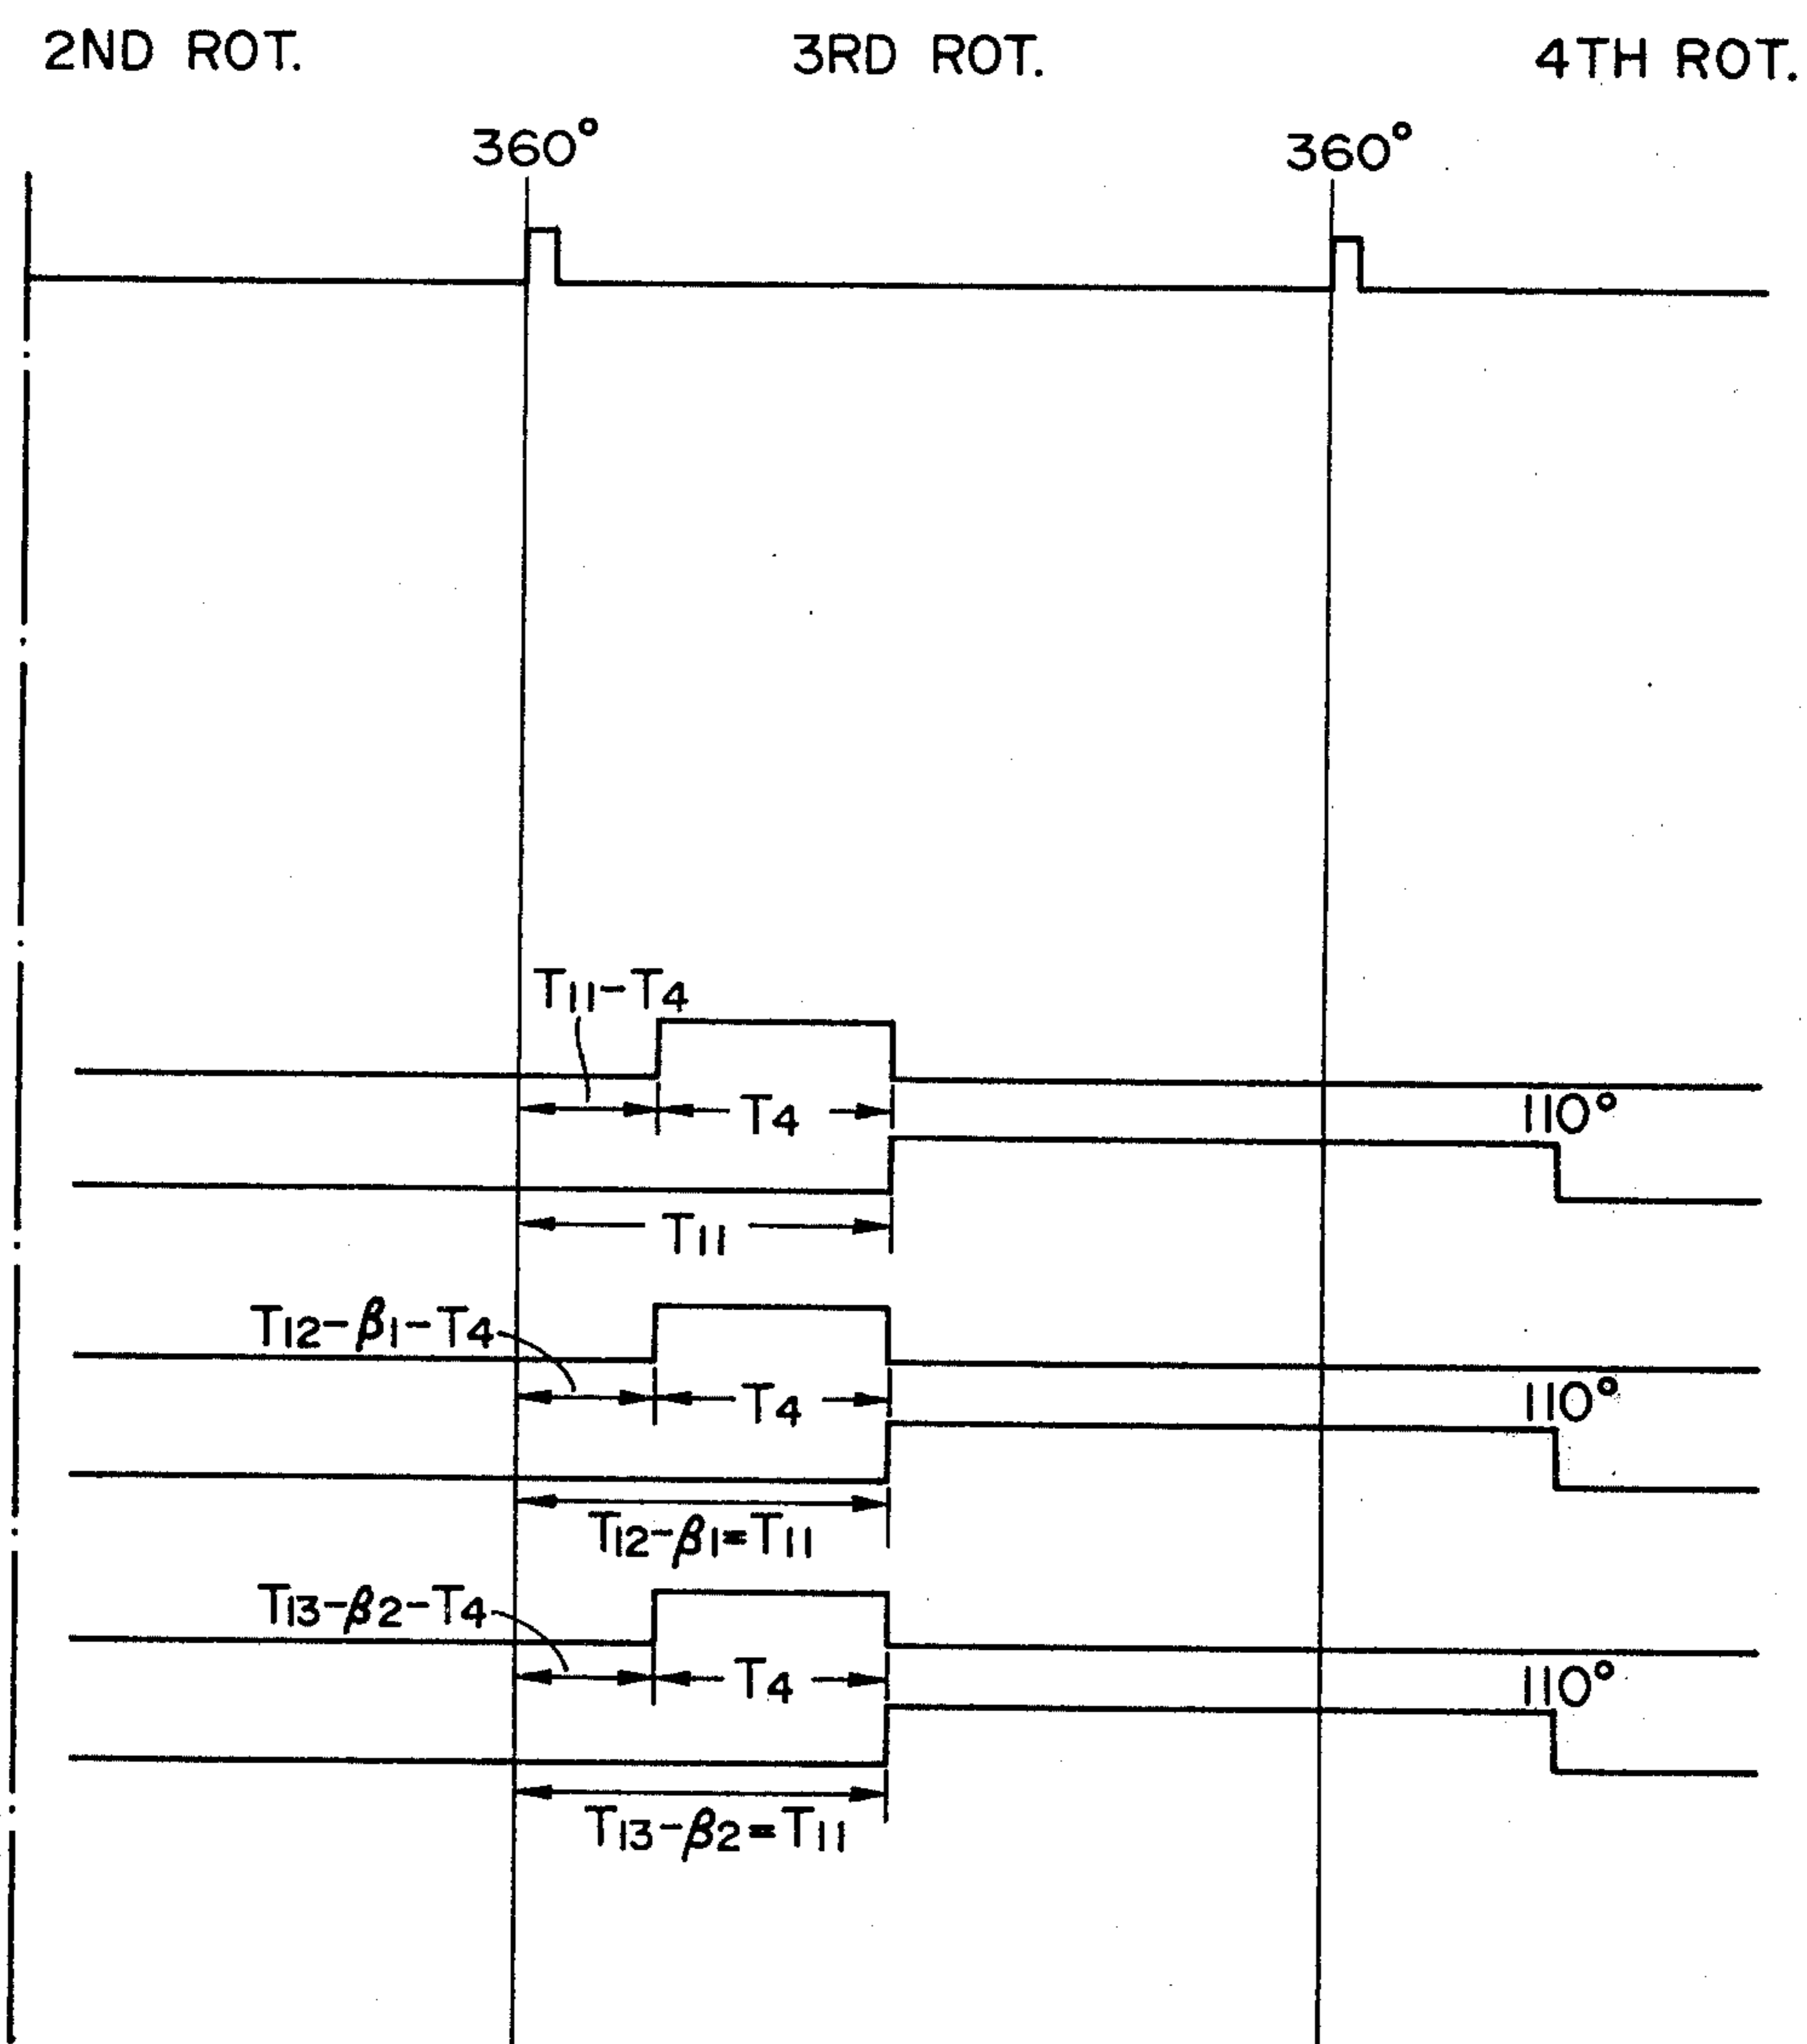 2ND ROT. 3RD ROT. 4TH ROT.
360° 360°
T11-T4
T4
110°
T11
T12-β1-T4
T4
110°
T12-β1=T11
T13-β2-T4
T4
110°
T13-β2=T11